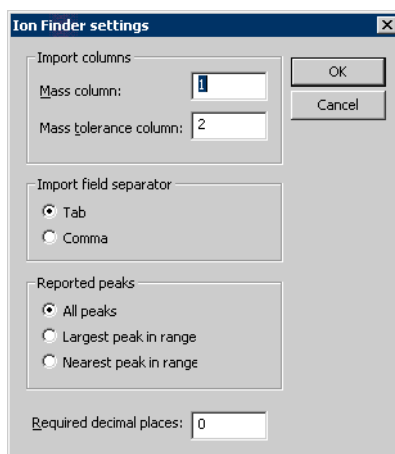 Ion Finder settings
Import columns
Mass column: 1
Mass tolerance column: 2
OK
Cancel
Import field separator
Tab
Comma
Reported peaks
All peaks
Largest peak in range
Nearest peak in range
Required decimal places: 0